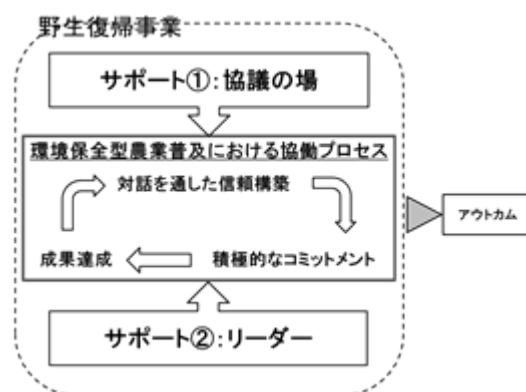 野生復帰事業
サポート①:協議の場
環境保全型農業普及における協働プロセス
対話を通した信頼構築
成果達成
積極的なコミットメント
アウトカム
サポート②:リーダー